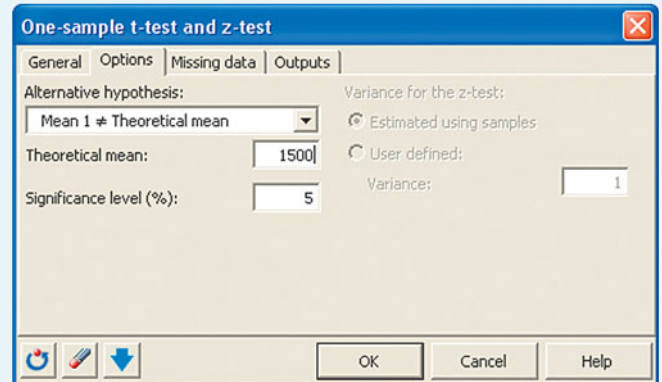 One-sample t-test and z-test
General Options Missing data Outputs
Alternative hypothesis:
Mean 1 ≠ Theoretical mean
Theoretical mean: 1500
Significance level (%): 5
Variance for the z-test:
Estimated using samples
User defined:
Variance: 1
OK Cancel Help